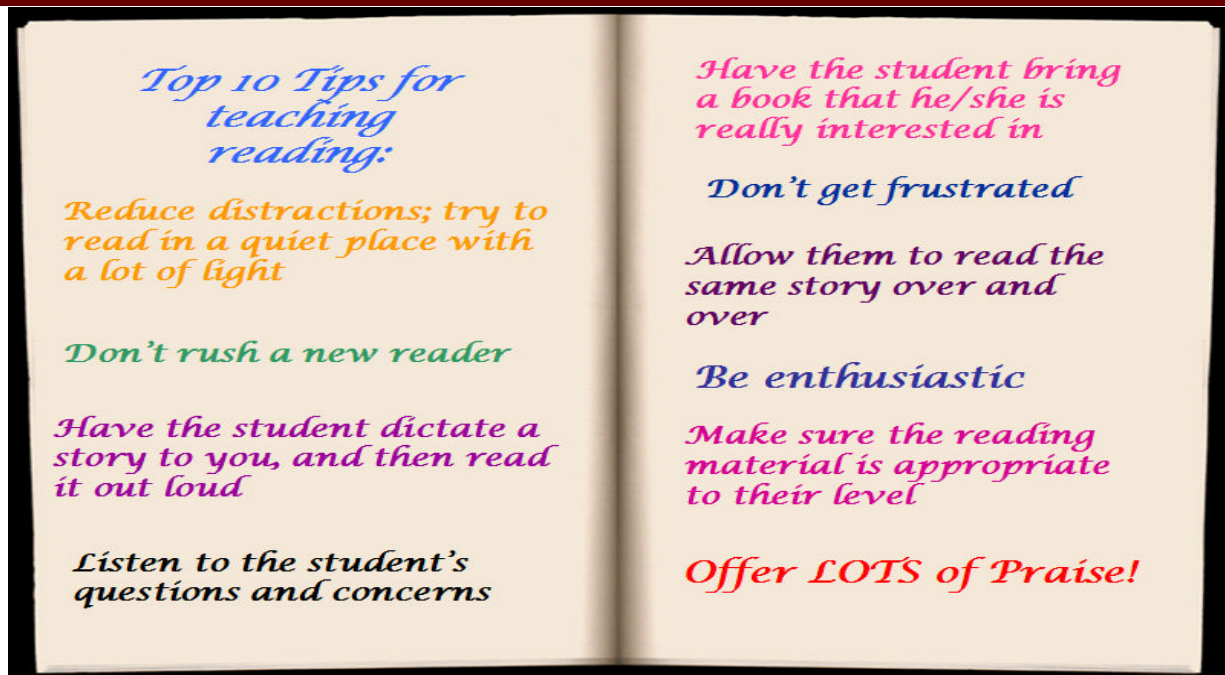 Top 10 Tips for
teaching
reading:
Reduce distractions; try to
read in a quiet place with
a lot of light
Don't rush a new reader
Have the student dictate a
story to you, and then read
it out loud
Listen to the student's
questions and concerns
Have the student bring
a book that he/she is
really interested in
Don't get frustrated
Allow them to read the
same story over and
over
Be enthusiastic
Make sure the reading
material is appropriate
to their level
Offer LOTS of Praise!